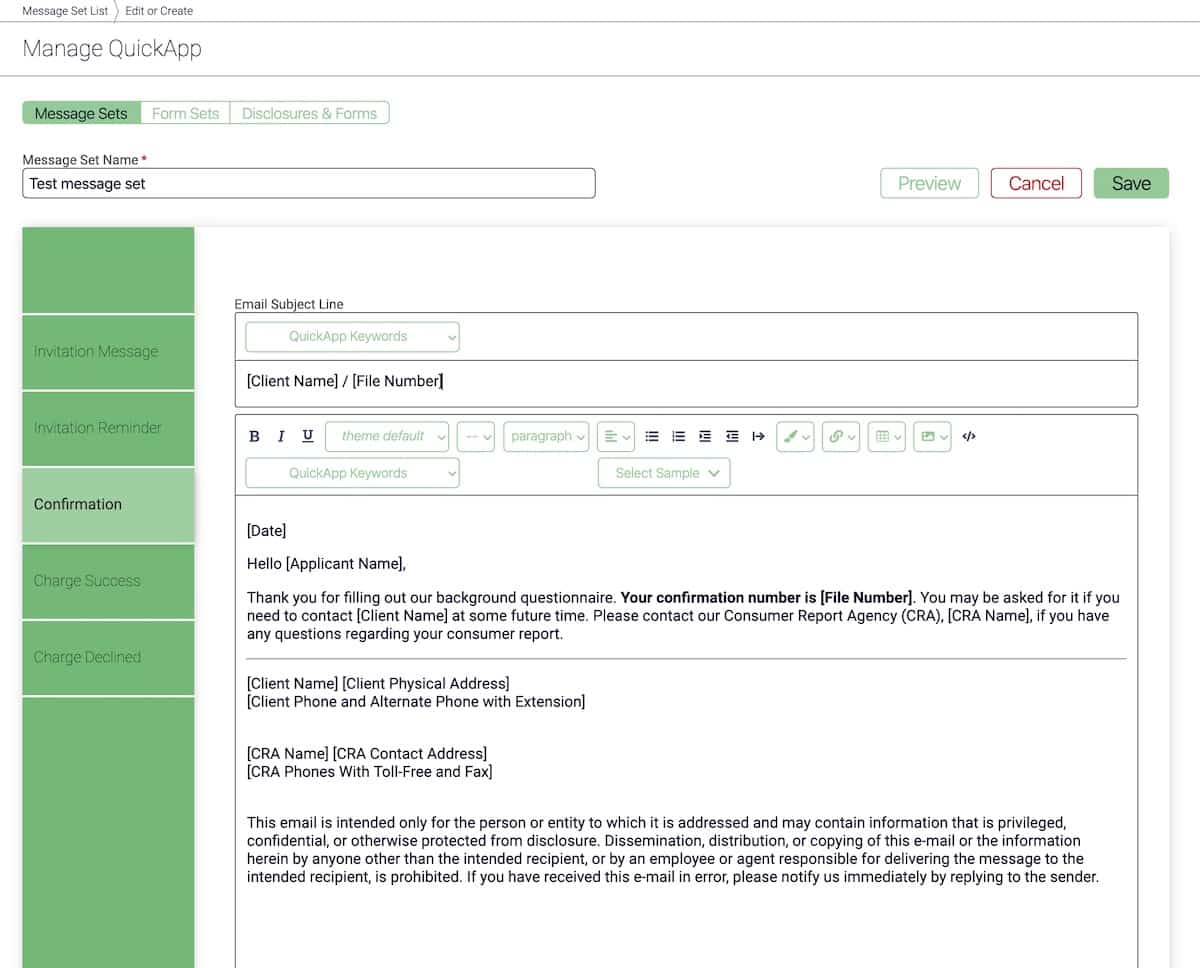 Message Set List Edit or Create
Manage QuickApp
Message Sets Form Sets Disclosures & Forms
Message Set Name *
Test message set
Preview Cancel Save
Invitation Message
Invitation Reminder
Confirmation
Charge Success
Charge Declined
Email Subject Line
QuickApp Keywords
[Client Name] / [File Number]
B I U theme default -- paragraph </>
QuickApp Keywords Select Sample
[Date]
Hello [Applicant Name],
Thank you for filling out our background questionnaire. Your confirmation number is [File Number]. You may be asked for it if you
need to contact [Client Name] at some future time. Please contact our Consumer Report Agency (CRA), [CRA Name], if you have
any questions regarding your consumer report.
[Client Name] [Client Physical Address]
[Client Phone and Alternate Phone with Extension]
[CRA Name] [CRA Contact Address]
[CRA Phones With Toll-Free and Fax]
This email is intended only for the person or entity to which it is addressed and may contain information that is privileged,
confidential, or otherwise protected from disclosure. Dissemination, distribution, or copying of this e-mail or the information
herein by anyone other than the intended recipient, or by an employee or agent responsible for delivering the message to the
intended recipient, is prohibited. If you have received this e-mail in error, please notify us immediately by replying to the sender.